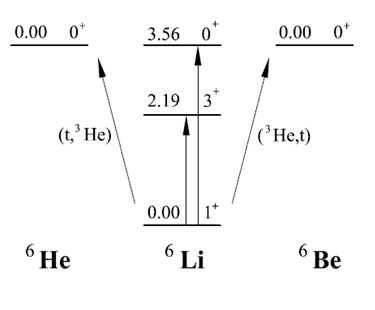 0.00 0⁺ 3.56 0⁺ 0.00 0⁺
2.19 3⁺
(t,³He) (³He,t)
0.00 1⁺
⁶He ⁶Li ⁶Be